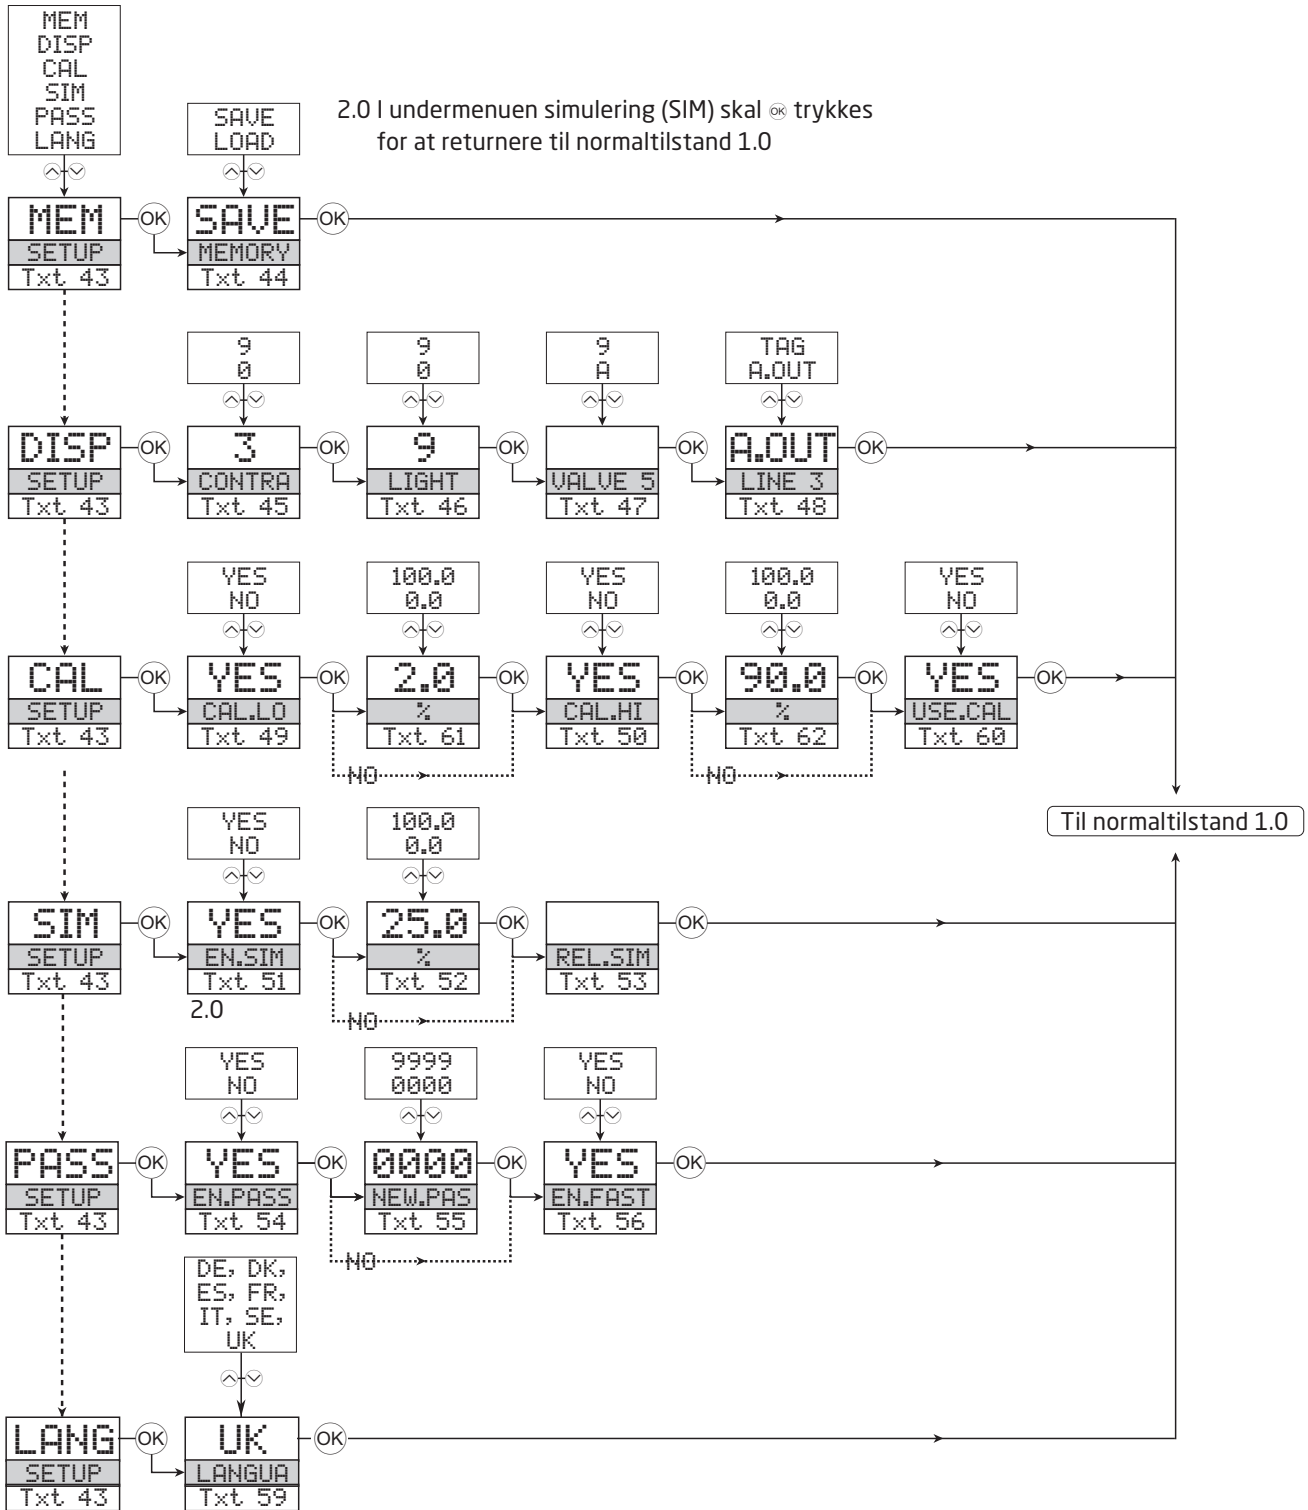 MEM
DISP
CAL
SIM
PASS
LANG
SAVE
LOAD
2.0 I undermenuen simulering (SIM) skal OK trykkes
for at returnere til normaltilstand 1.0
MEM OK SAVE OK
SETUP MEMORY
Txt 43 Txt 44
9 9 9 TAG
0 0 A A.OUT
DISP OK 3 OK 9 OK OK A.OUT OK
SETUP CONTRA LIGHT VALVE 5 LINE 3
Txt 43 Txt 45 Txt 46 Txt 47 Txt 48
YES 100.0 YES 100.0 YES
NO 0.0 NO 0.0 NO
CAL OK YES OK 2.0 OK YES OK 90.0 OK YES OK
SETUP CAL.LO % CAL.HI % USE.CAL
Txt 43 Txt 49 Txt 61 Txt 50 Txt 62 Txt 60
NO NO
Til normaltilstand 1.0
YES 100.0
NO 0.0
SIM OK YES OK 25.0 OK OK
SETUP EN.SIM % REL.SIM
Txt 43 Txt 51 Txt 52 Txt 53
2.0
NO
YES 9999 YES
NO 0000 NO
PASS OK YES OK 0000 OK YES OK
SETUP EN.PASS NEW.PAS EN.FAST
Txt 43 Txt 54 Txt 55 Txt 56
NO
DE, DK,
ES, FR,
IT, SE,
UK
LANG OK UK OK
SETUP LANGUA
Txt 43 Txt 59